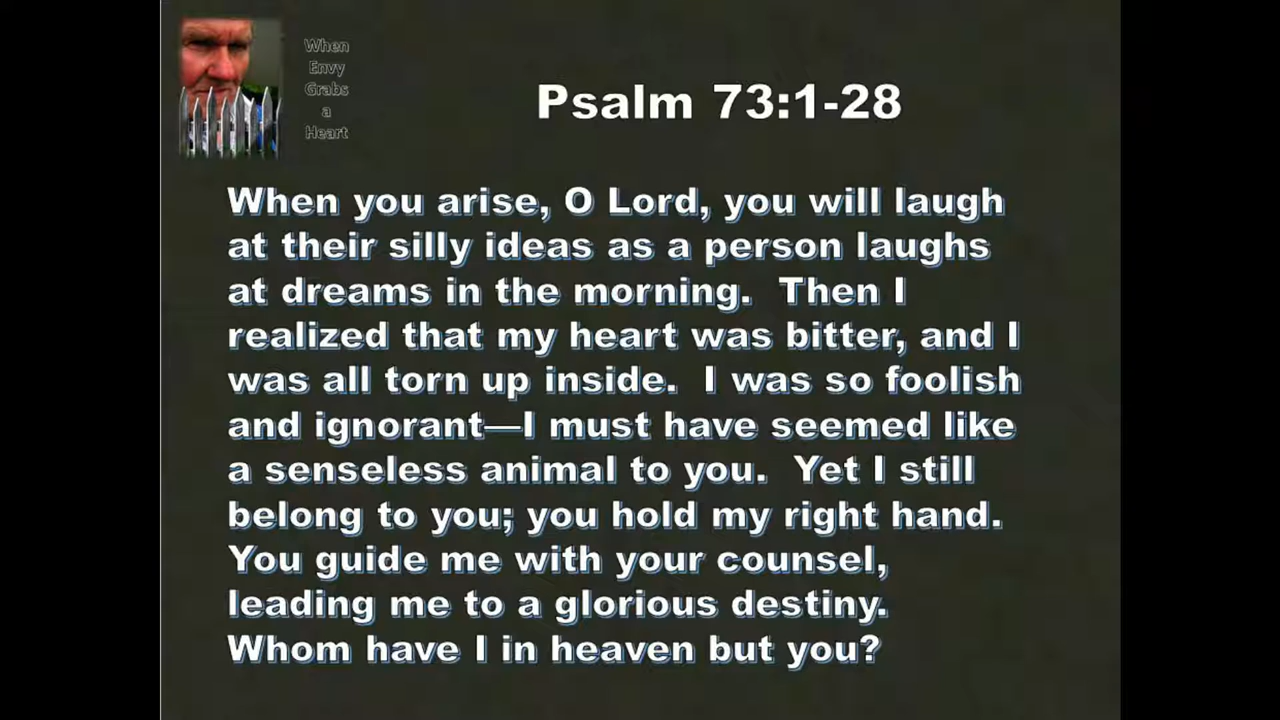 When
Envy
Grabs
a
Heart
Psalm 73:1-28
When you arise, O Lord, you will laugh
at their silly ideas as a person laughs
at dreams in the morning.  Then I
realized that my heart was bitter, and I
was all torn up inside.  I was so foolish
and ignorant—I must have seemed like
a senseless animal to you.  Yet I still
belong to you; you hold my right hand.
You guide me with your counsel,
leading me to a glorious destiny.
Whom have I in heaven but you?